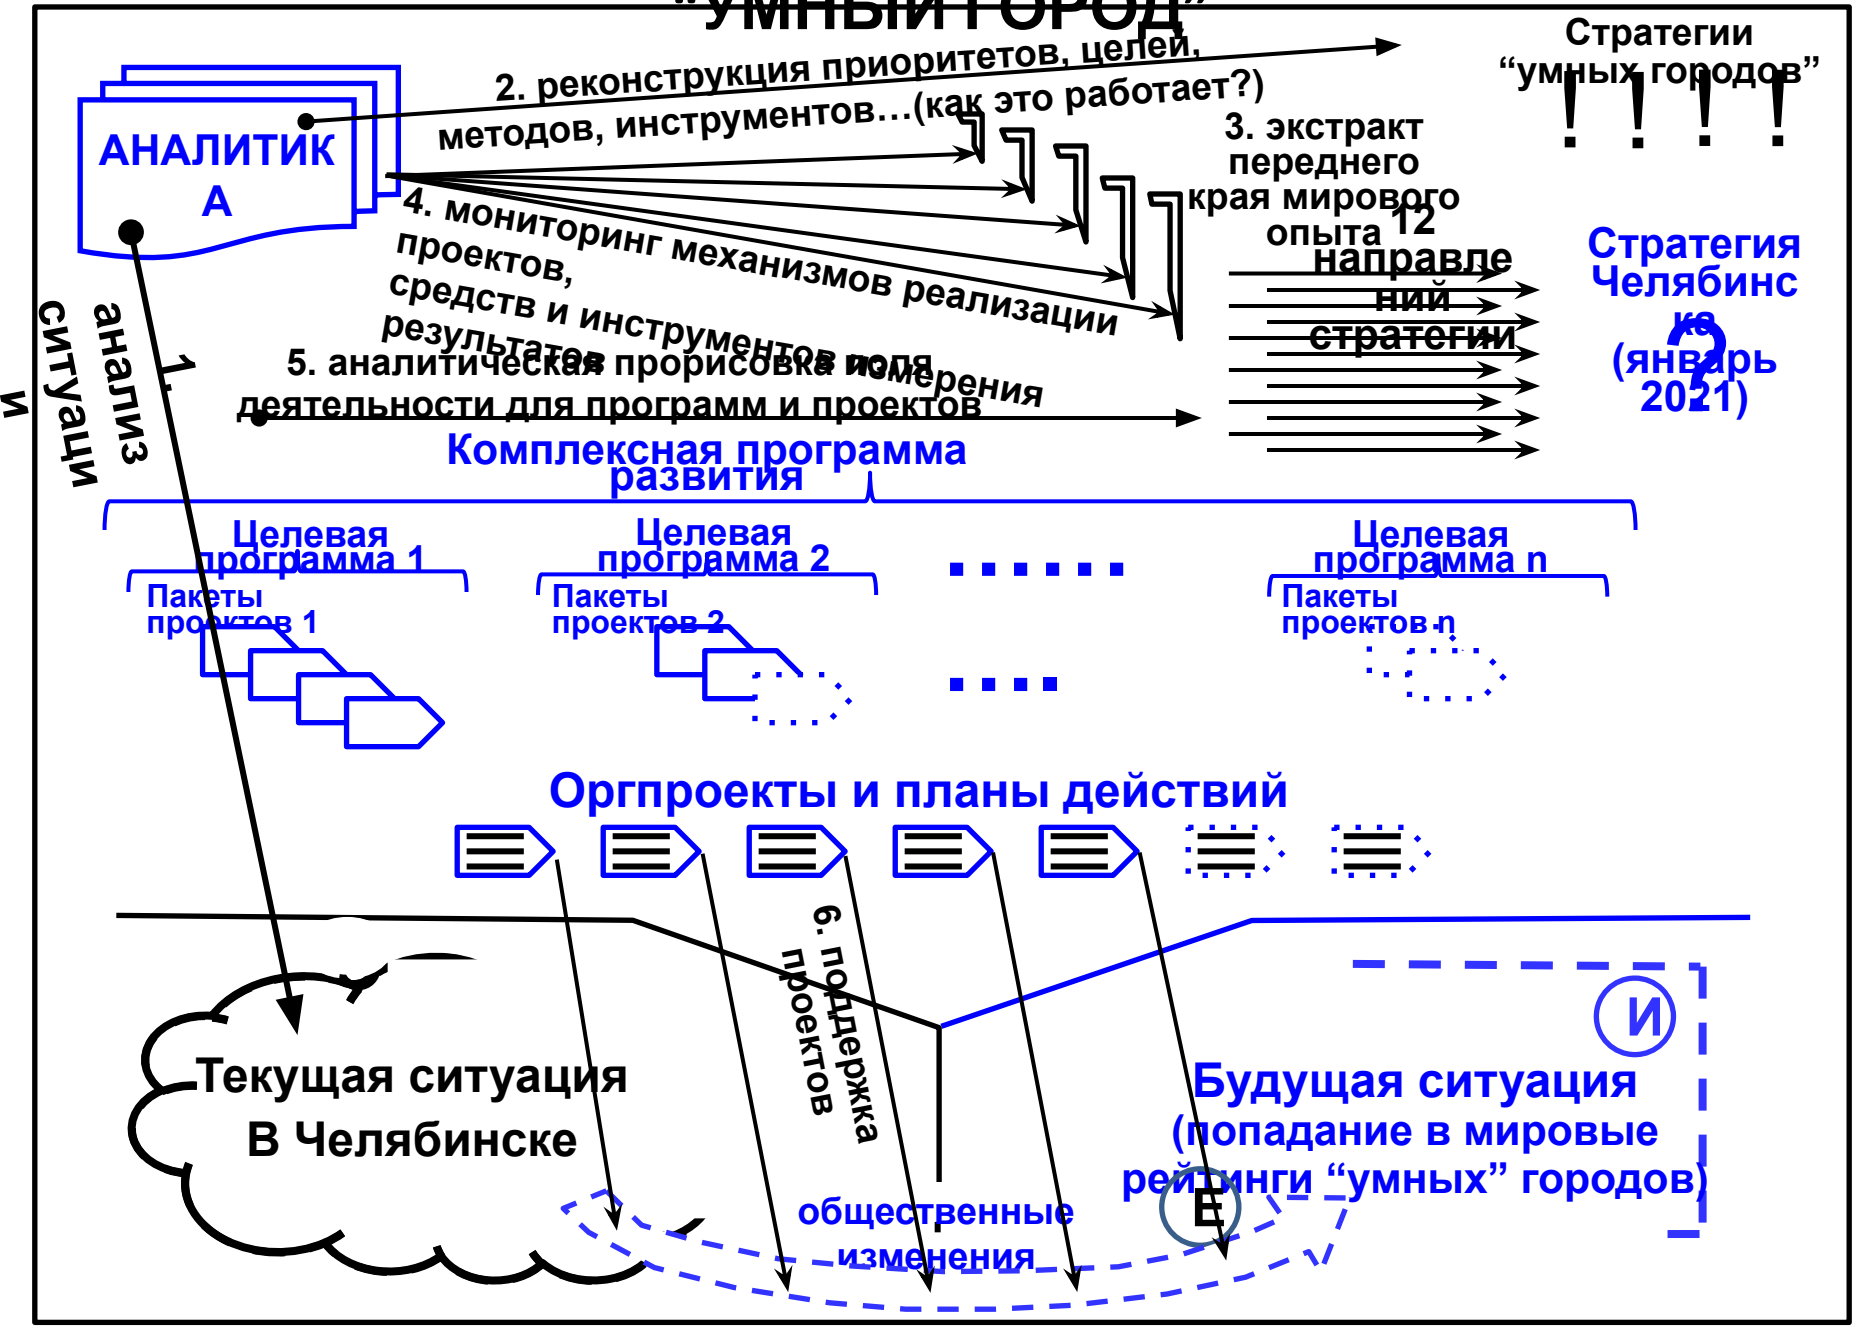 “УМНЫЙ ГОРОД”
Стратегии
“умных городов”
! ! ! !
2. реконструкция приоритетов, целей,
методов, инструментов…(как это работает?)
АНАЛИТИК
А
3. экстракт
переднего
края мирового
опыта
4. мониторинг механизмов реализации
проектов,
средств и инструментов поля измерения
результатов
12
направле
ний
стратегии
Стратегия
Челябинс
ка
(январь
2021)
?
1.
анализ
ситуаци
и
5. аналитическая прорисовка поля
деятельности для программ и проектов
Комплексная программа
развития
Целевая
программа 1
Целевая
программа 2
Целевая
программа n
Пакеты
проектов 1
Пакеты
проектов 2
Пакеты
проектов n
Оргпроекты и планы действий
6. поддержка
проектов
И
Текущая ситуация
В Челябинске
Будущая ситуация
(попадание в мировые
рейтинги “умных” городов)
Е
общественные
изменения